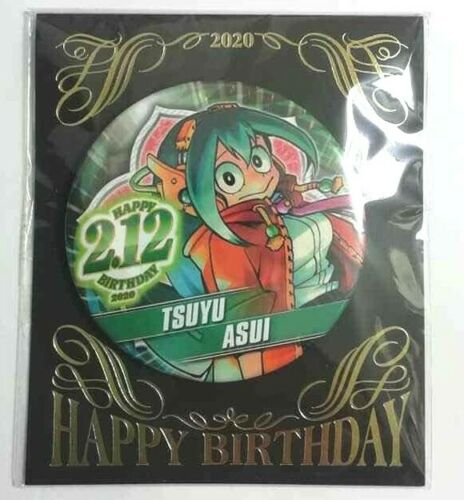 2020
HAPPY
2.12
BIRTHDAY
2020
TSUYU
ASUI
HAPPY BIRTHDAY